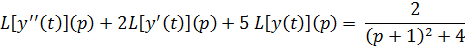 L[y''(t)](p) + 2L[y'(t)](p) + 5 L[y(t)](p) = 2 / ((p + 1)² + 4)